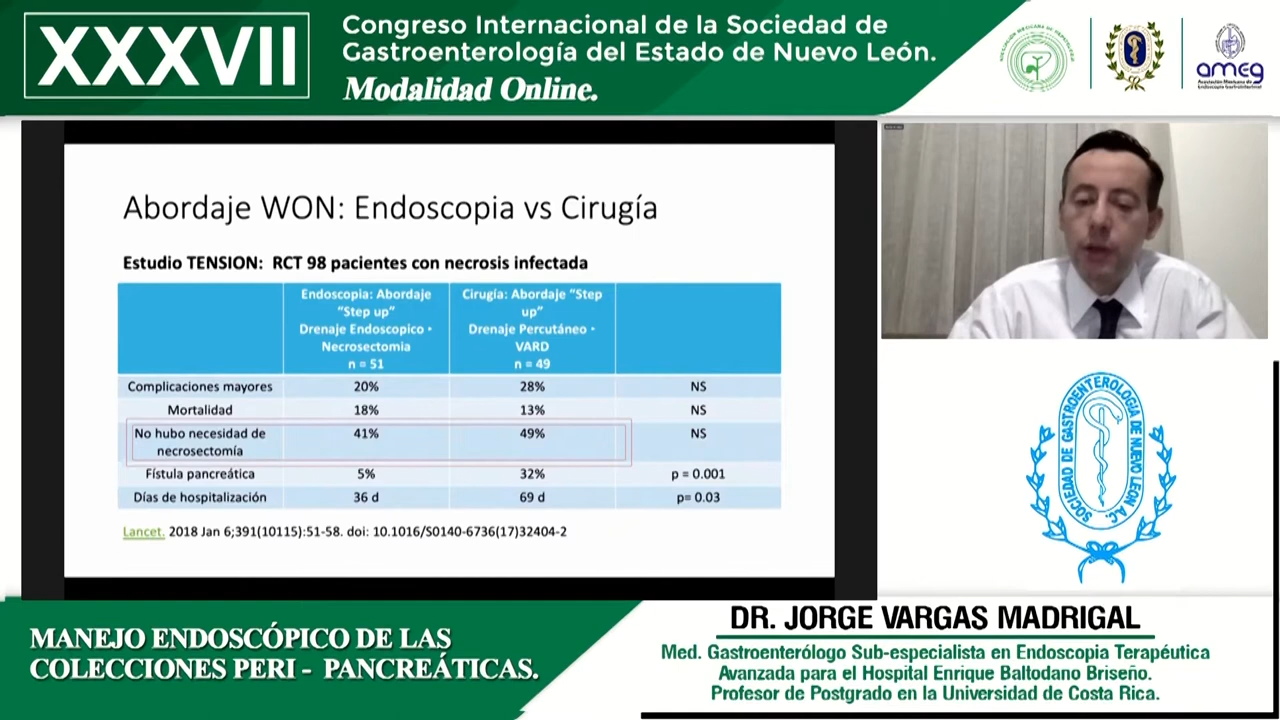 XXXVII
Congreso Internacional de la Sociedad de
Gastroenterología del Estado de Nuevo León.
Modalidad Online.
ameg
Asociación Mexicana de
Endoscopia Gastrointestinal
Abordaje WON: Endoscopia vs Cirugía
Estudio TENSION: RCT 98 pacientes con necrosis infectada
Endoscopia: Abordaje
"Step up"
Drenaje Endoscopico •
Necrosectomia
n = 51
Cirugía: Abordaje "Step
up"
Drenaje Percutáneo •
VARD
n = 49
Complicaciones mayores 20% 28% NS
Mortalidad 18% 13% NS
No hubo necesidad de
necrosectomía 41% 49% NS
Fístula pancreática 5% 32% p = 0.001
Días de hospitalización 36 d 69 d p= 0.03
Lancet. 2018 Jan 6;391(10115):51-58. doi: 10.1016/S0140-6736(17)32404-2
SOCIEDAD DE GASTROENTEROLOGIA DE NUEVO LEON A.C.
MANEJO ENDOSCÓPICO DE LAS
COLECCIONES PERI - PANCREÁTICAS.
DR. JORGE VARGAS MADRIGAL
Med. Gastroenterólogo Sub-especialista en Endoscopia Terapéutica
Avanzada para el Hospital Enrique Baltodano Briseño.
Profesor de Postgrado en la Universidad de Costa Rica.